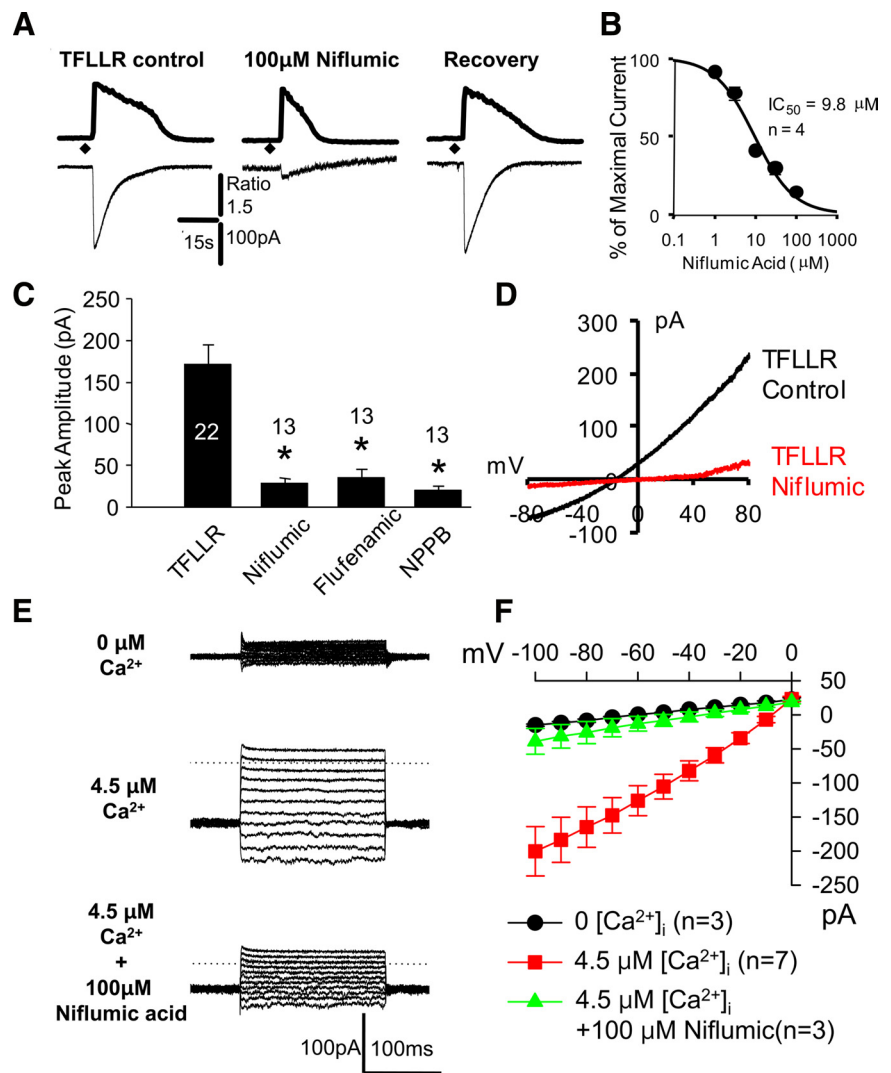 A
TFLLR control
100µM Niflumic
Recovery
Ratio
1.5
15s
100pA
B
% of Maximal Current
100
50
0
IC50 = 9.8 µM
n = 4
0.1 1 10 100 1000
Niflumic Acid ( µM)
C
Peak Amplitude (pA)
250
200
150
100
50
0
22
13
*
13
*
13
*
TFLLR
Niflumic
Flufenamic
NPPB
D
300
pA
200
100
0
-100
mV
-80 -40 0 40 80
TFLLR
Control
TFLLR
Niflumic
E
0 µM
Ca2+
4.5 µM
Ca2+
4.5 µM
Ca2+
+
100µM
Niflumic acid
100pA
100ms
F
mV -100 -80 -60 -40 -20 0
50
0
-50
-100
-150
-200
-250
pA
0 [Ca2+]i (n=3)
4.5 µM [Ca2+]i (n=7)
4.5 µM [Ca2+]i
+100 µM Niflumic(n=3)